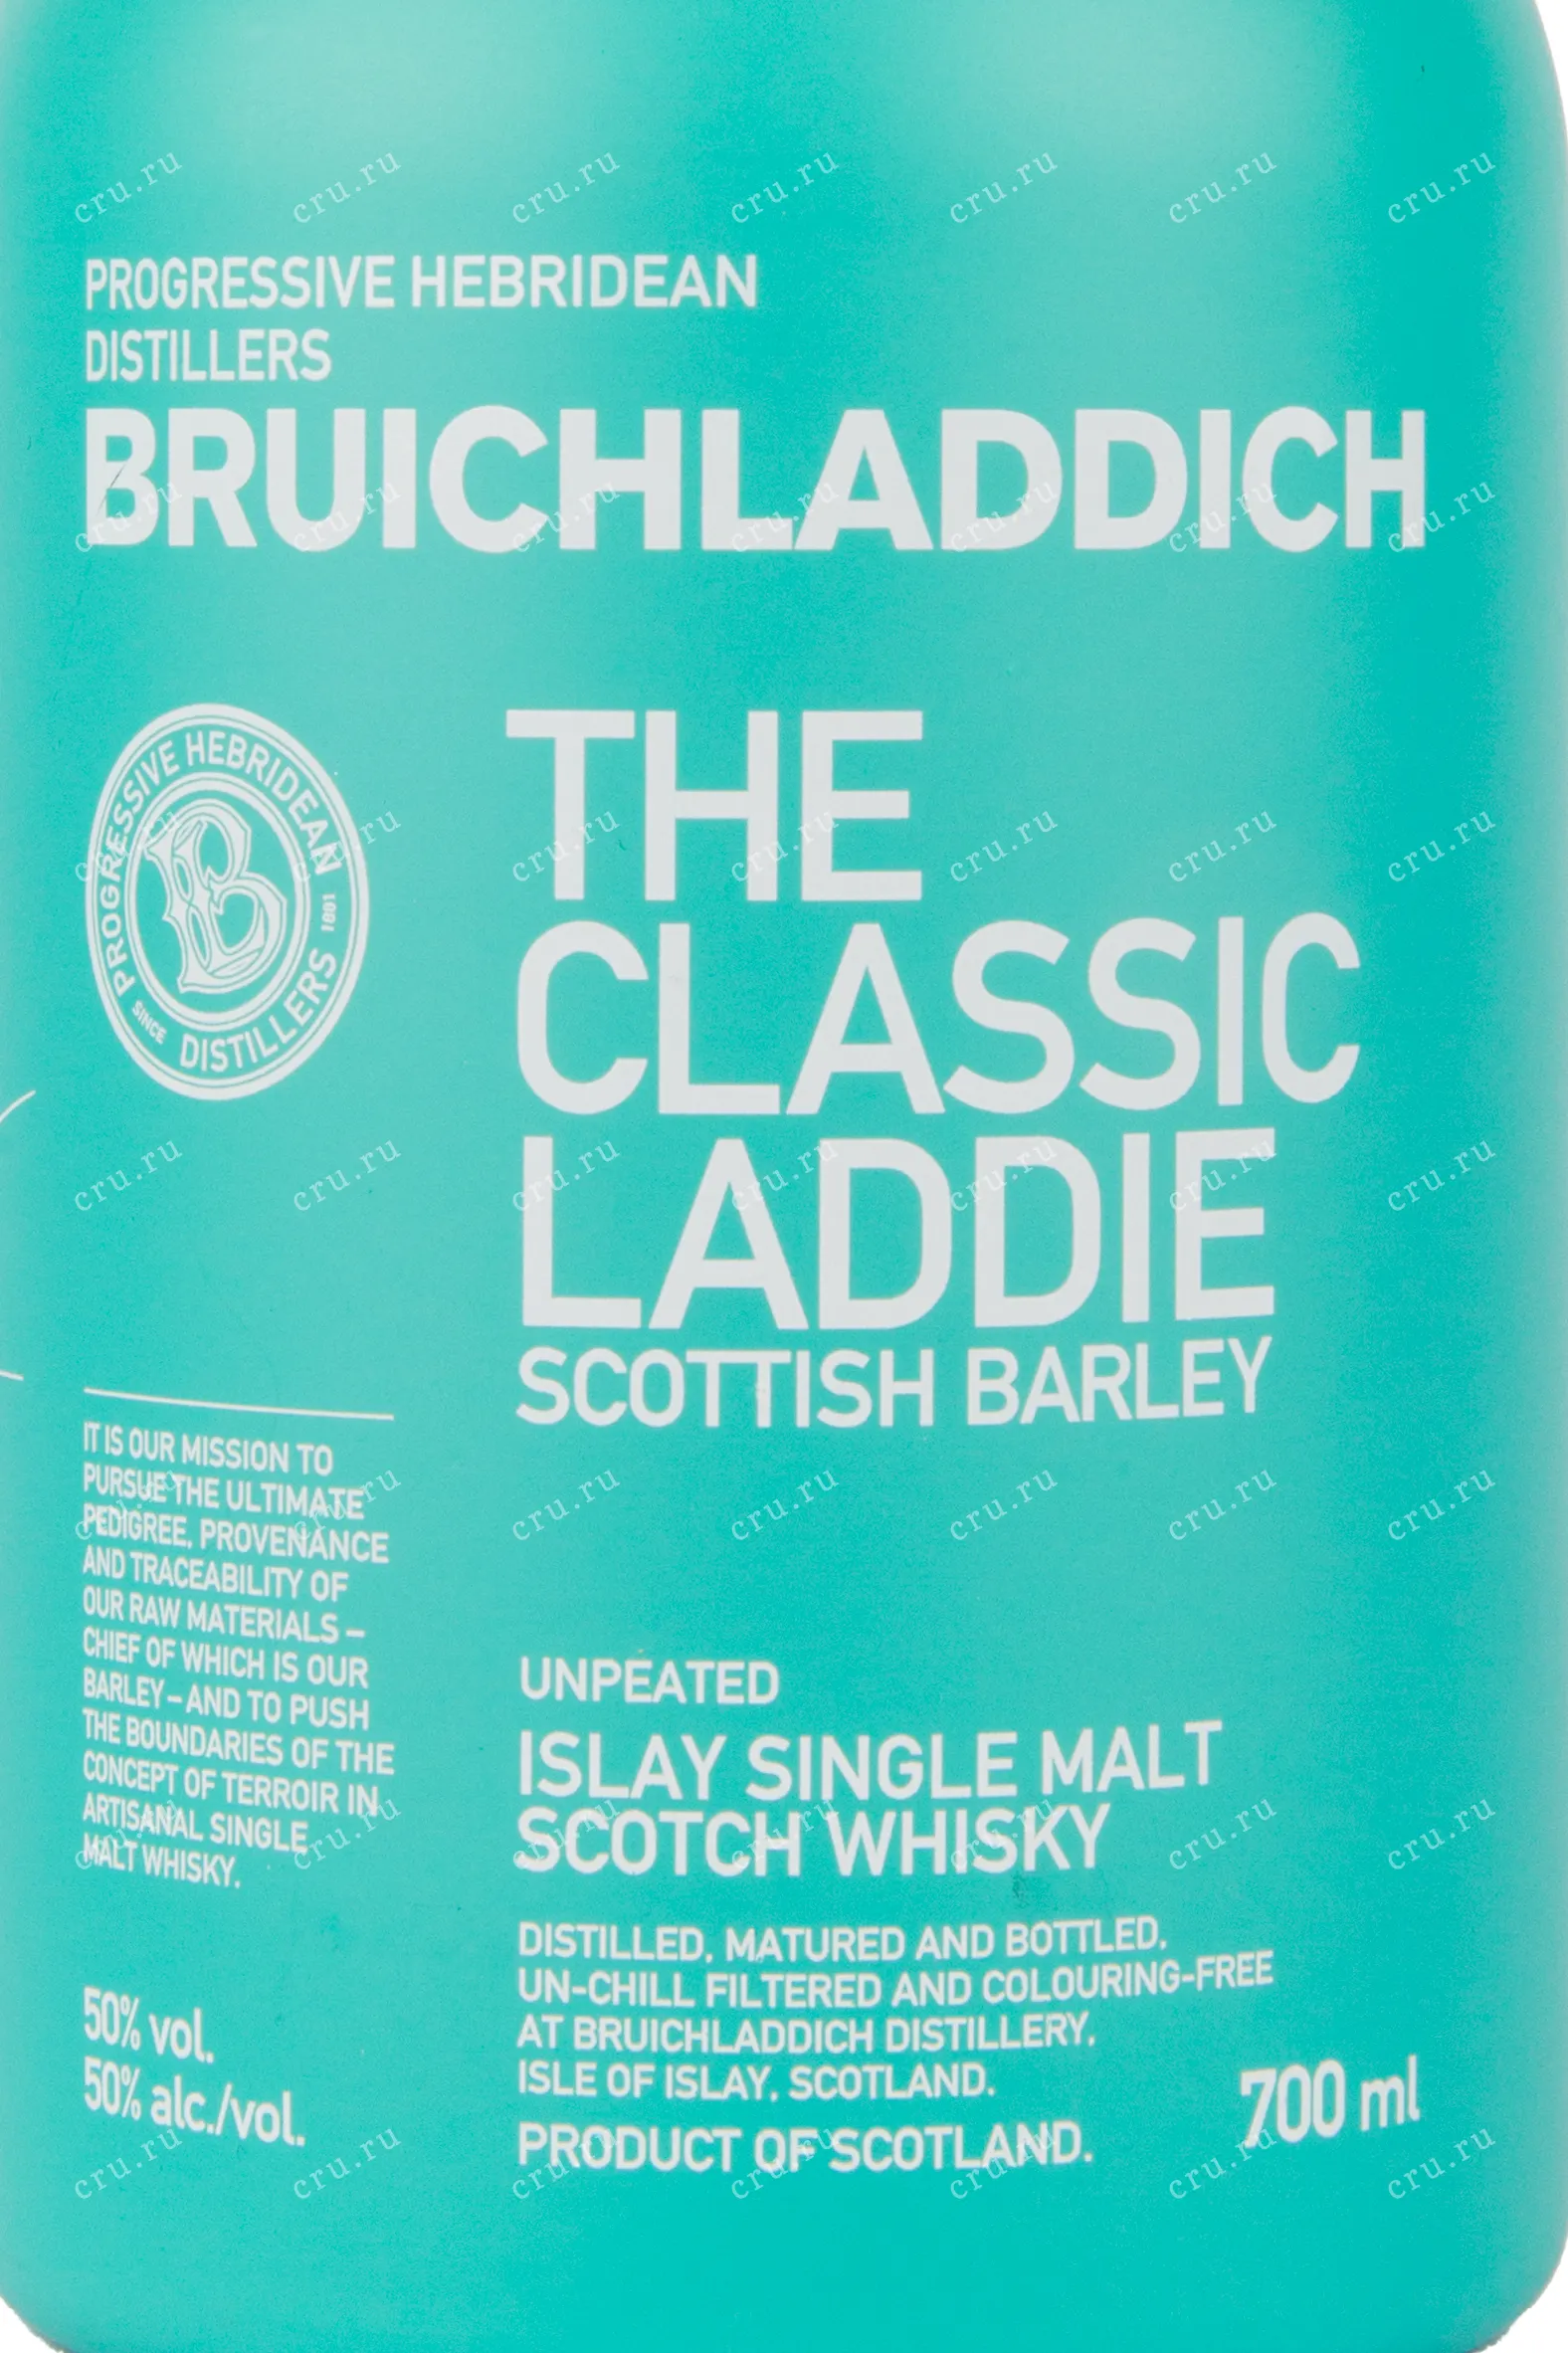 PROGRESSIVE HEBRIDEAN
DISTILLERS
BRUICHLADDICH
PROGRESSIVE HEBRIDEAN
DISTILLERS
SINCE
1881
THE
CLASSIC
LADDIE
SCOTTISH BARLEY
IT IS OUR MISSION TO
PURSUE THE ULTIMATE
PEDIGREE, PROVENANCE
AND TRACEABILITY OF
OUR RAW MATERIALS –
CHIEF OF WHICH IS OUR
BARLEY – AND TO PUSH
THE BOUNDARIES OF THE
CONCEPT OF TERROIR IN
ARTISANAL SINGLE
MALT WHISKY.
50% vol.
50% alc./vol.
UNPEATED
ISLAY SINGLE MALT
SCOTCH WHISKY
DISTILLED, MATURED AND BOTTLED,
UN-CHILL FILTERED AND COLOURING-FREE
AT BRUICHLADDICH DISTILLERY,
ISLE OF ISLAY, SCOTLAND.
PRODUCT OF SCOTLAND.
700 ml
cru.ru